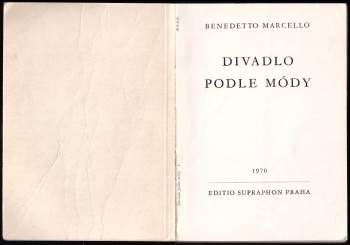 BENEDETTO MARCELLO
DIVADLO
PODLE MÓDY
1970
EDITIO SUPRAPHON PRAHA